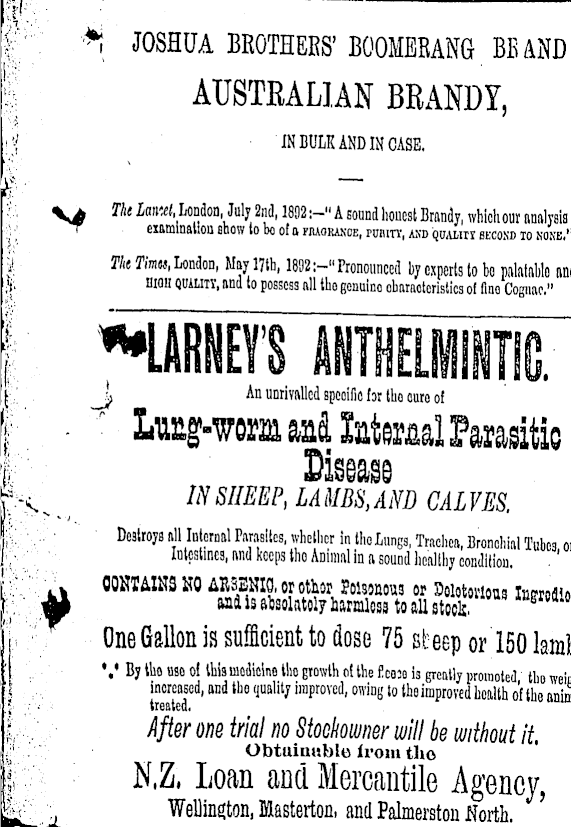 JOSHUA BROTHERS' BOOMERANG BRAND
AUSTRALIAN BRANDY,
IN BULK AND IN CASE.
The Lancet, London, July 2nd, 1892:—"A sound honest Brandy, which our analysis
examination show to be of a FRAGRANCE, PURITY, AND QUALITY SECOND TO NONE."
The Times, London, May 17th, 1892:—"Pronounced by experts to be palatable and
HIGH QUALITY, and to possess all the genuine characteristics of fine Cognac."
LARNEY'S ANTHELMINTIC.
An unrivalled specific for the cure of
Lung-worm and Internal Parasitic
Disease
IN SHEEP, LAMBS, AND CALVES.
Destroys all Internal Parasites, whether in the Lungs, Trachea, Bronchial Tubes, or
Intestines, and keeps the Animal in a sound healthy condition.
CONTAINS NO ARSENIC, or other Poisonous or Deleterious Ingredie
and is absolutely harmless to all stock.
One Gallon is sufficient to dose 75 sheep or 150 lam
*.* By the use of this medicine the growth of the fleece is greatly promoted, the weig
increased, and the quality improved, owing to the improved health of the anim
treated.
After one trial no Stockowner will be without it.
Obtainable from the
N.Z. Loan and Mercantile Agency,
Wellington, Masterton, and Palmerston North.